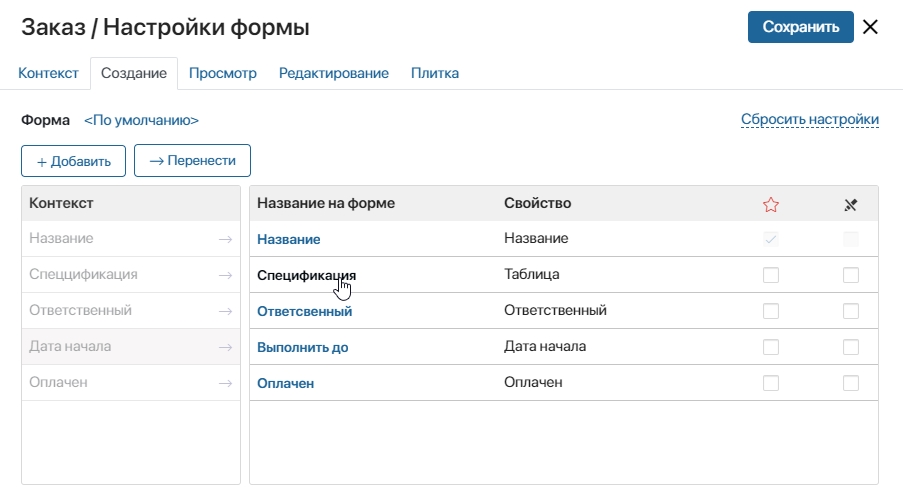 Заказ / Настройки формы
Сохранить
Контекст Создание Просмотр Редактирование Плитка
Форма <По умолчанию> Сбросить настройки
+ Добавить → Перенести
Контекст Название на форме Свойство
Название → Название Название
Спеццификация → Спецификация Таблица
Ответственный → Ответсвенный Ответственный
Дата начала → Выполнить до Дата начала
Оплачен → Оплачен Оплачен